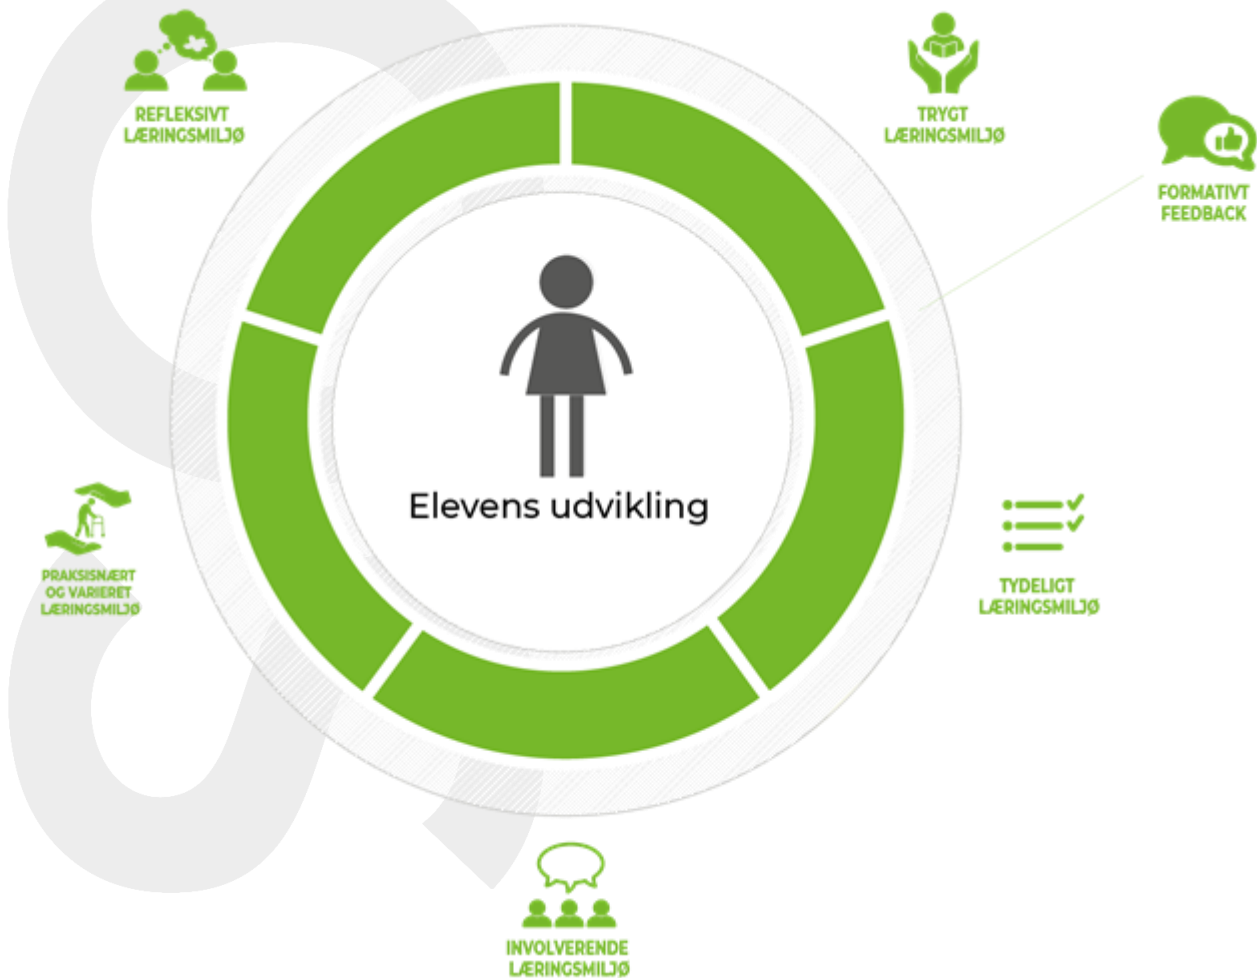 REFLEKSIVT
LÆRINGSMILJØ
TRYGT
LÆRINGSMILJØ
FORMATIVT
FEEDBACK
Elevens udvikling
PRAKSISNÆRT
OG VARIERET
LÆRINGSMILJØ
TYDELIGT
LÆRINGSMILJØ
INVOLVERENDE
LÆRINGSMILJØ